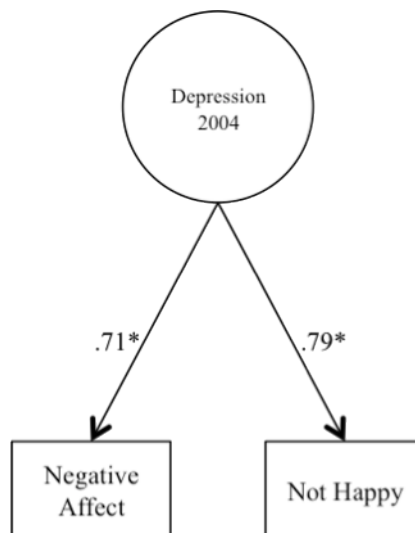 Depression
2004
.71*
.79*
Negative
Affect
Not Happy